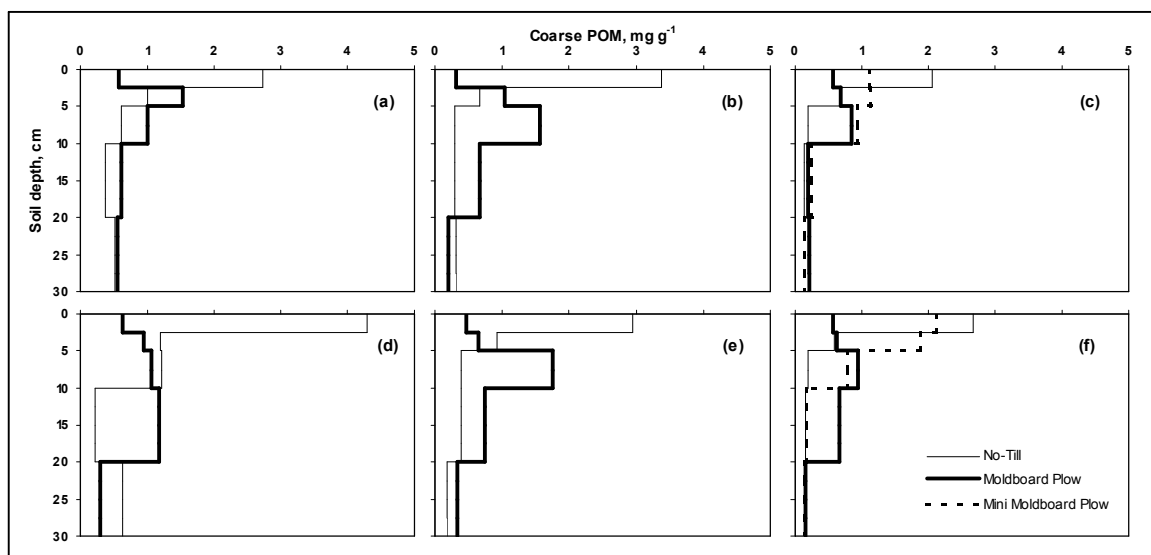 Coarse POM, mg g-1
0 1 2 3 4 5 0 1 2 3 4 5 0 1 2 3 4 5
Soil depth, cm
0
5
10
15
20
25
30
(a)
(b)
(c)
0
5
10
15
20
25
30
(d)
(e)
(f)
No-Till
Moldboard Plow
Mini Moldboard Plow